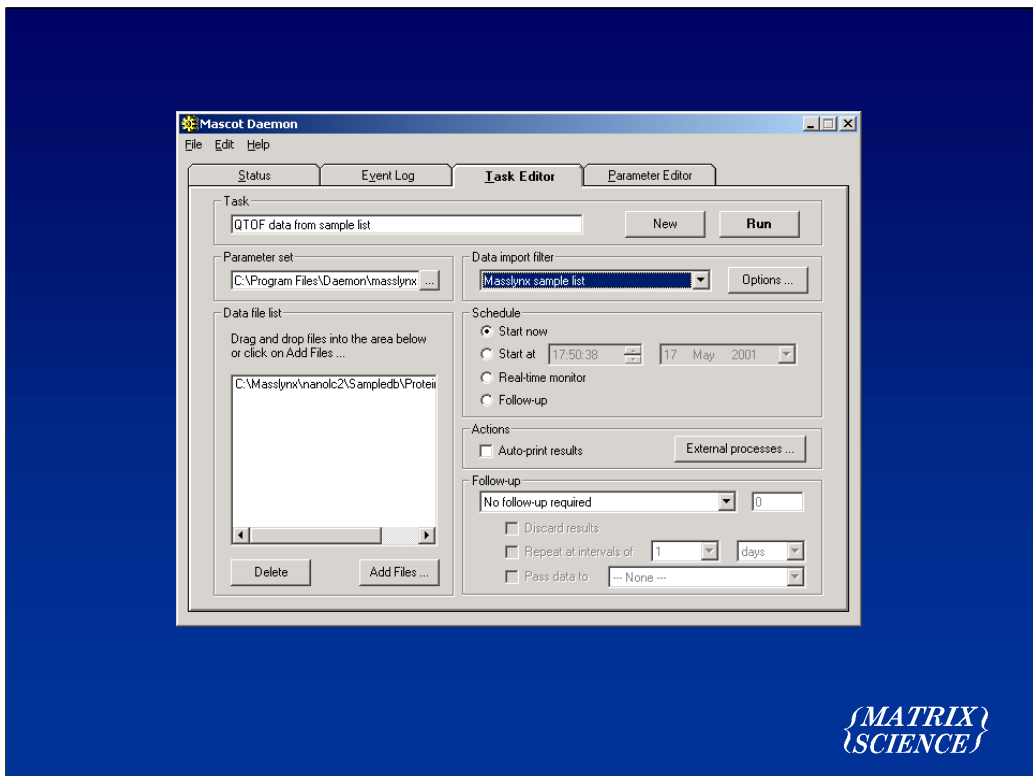 Mascot Daemon
File Edit Help
Status Event Log Task Editor Parameter Editor
Task
QTOF data from sample list
New Run
Parameter set
C:\Program Files\Daemon\masslynx ...
Data import filter
Masslynx sample list
Options ...
Data file list
Drag and drop files into the area below
or click on Add Files ...
C:\Masslynx\nanolc2\Sampledb\Protein
Delete Add Files ...
Schedule
Start now
Start at 17:50:38 17 May 2001
Real-time monitor
Follow-up
Actions
Auto-print results
External processes ...
Follow-up
No follow-up required 0
Discard results
Repeat at intervals of 1 days
Pass data to --- None ---
{MATRIX}
{SCIENCE}